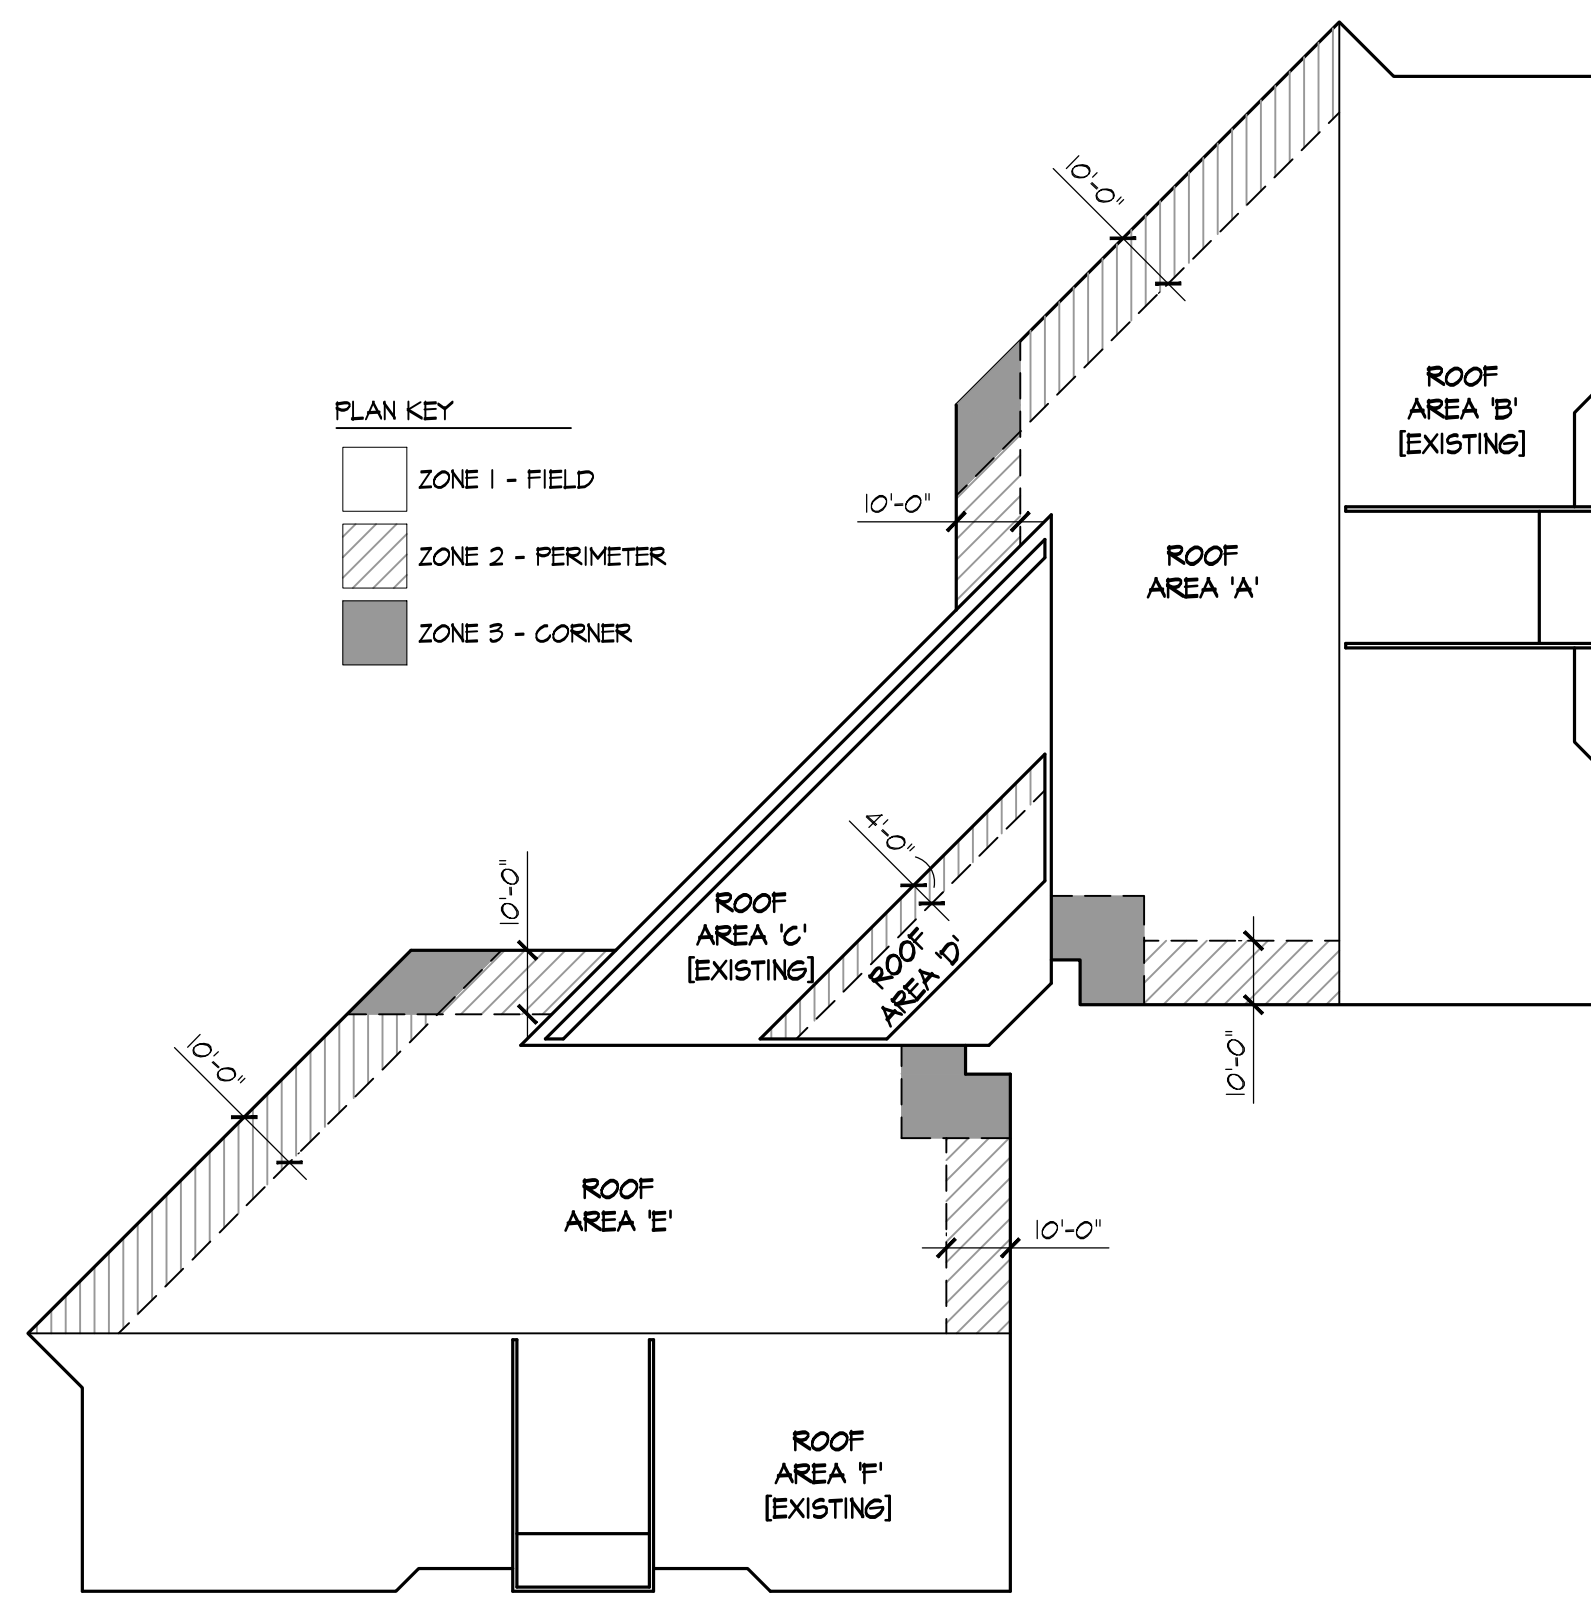 10'-0"
ROOF
AREA 'B'
[EXISTING]
PLAN KEY
ZONE 1 - FIELD
ZONE 2 - PERIMETER
ZONE 3 - CORNER
10'-0"
ROOF
AREA 'A'
4'-0"
10'-0"
ROOF
AREA 'C'
[EXISTING]
ROOF
AREA 'D'
10'-0"
10'-0"
ROOF
AREA 'E'
10'-0"
ROOF
AREA 'F'
[EXISTING]